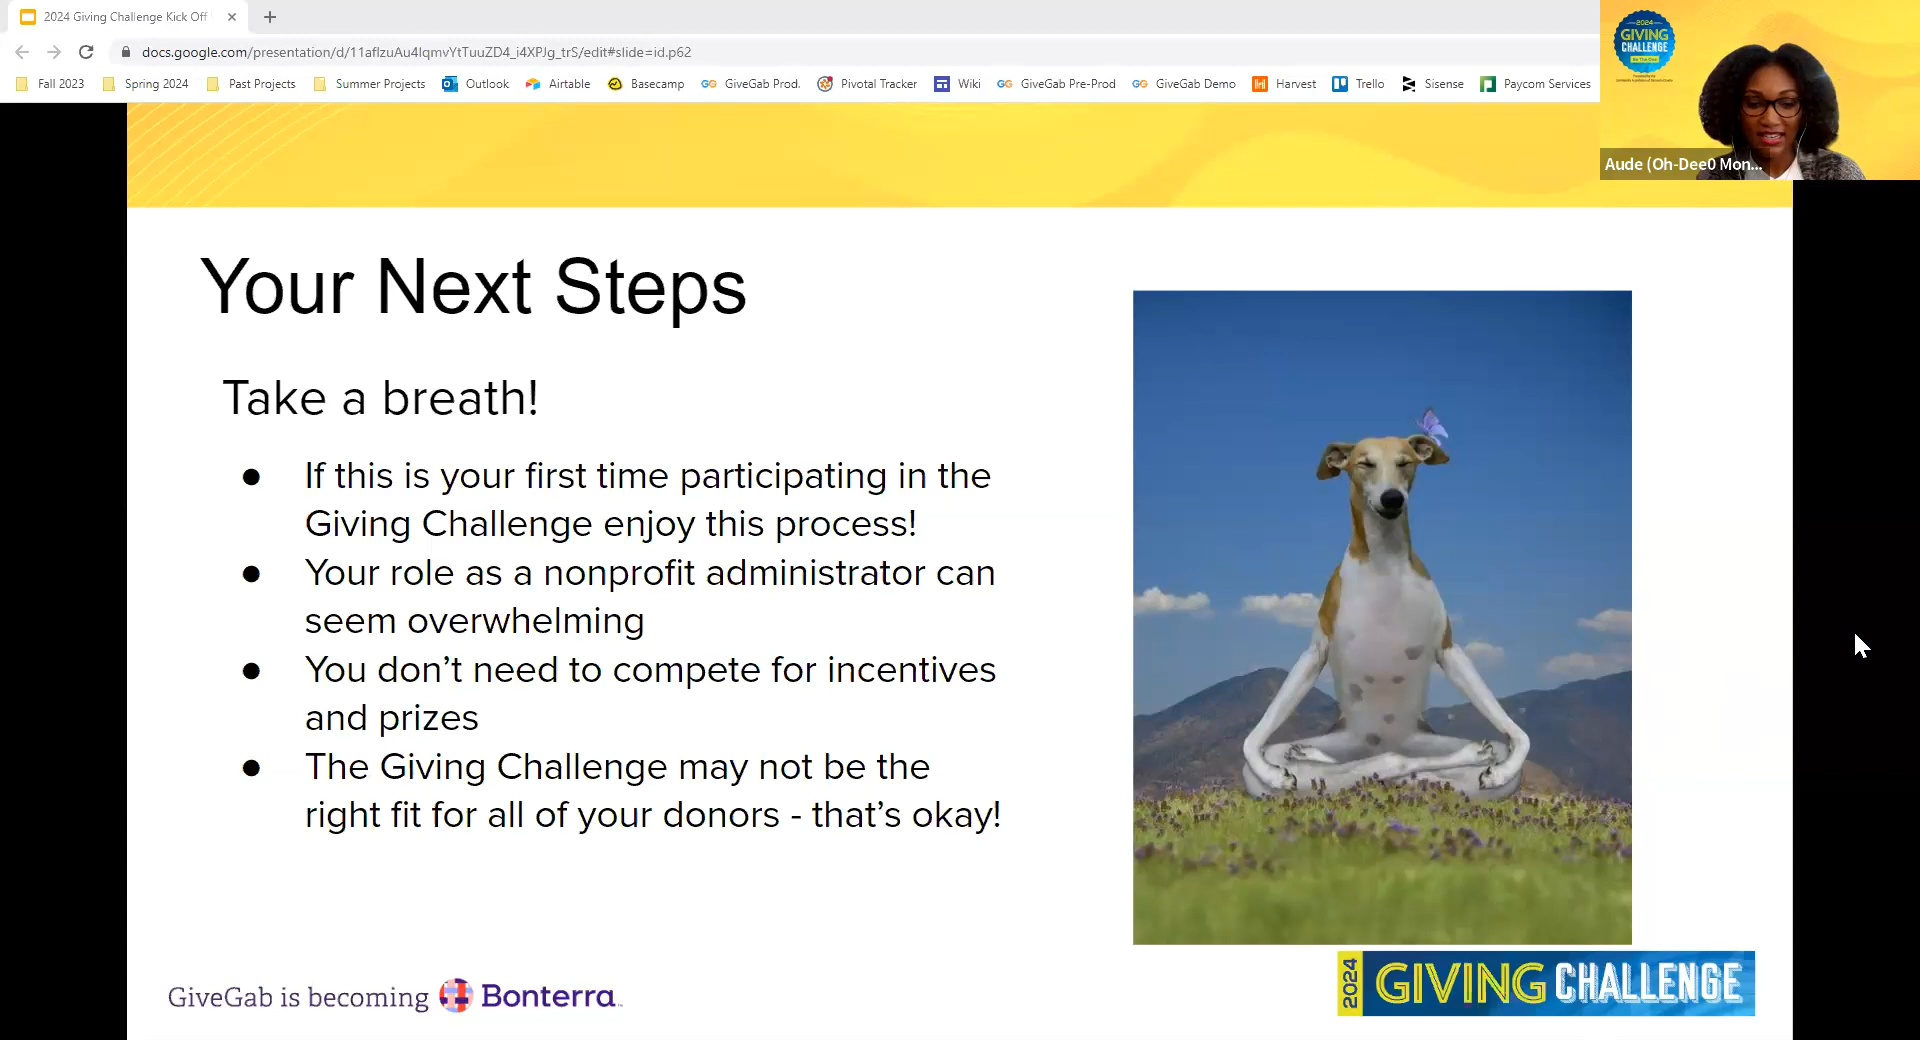 2024 Giving Challenge Kick Off
docs.google.com/presentation/d/11aflzuAu4lqmvYtTuuZD4_i4XPJg_trS/edit#slide=id.p62
Fall 2023
Spring 2024
Past Projects
Summer Projects
Outlook
Airtable
Basecamp
GiveGab Prod.
Pivotal Tracker
Wiki
GiveGab Pre-Prod
GiveGab Demo
Harvest
Trello
Sisense
Paycom Services
2024
GIVING
CHALLENGE
Be The One
Aude (Oh-Dee0 Mon...
Your Next Steps
Take a breath!
● If this is your first time participating in the
Giving Challenge enjoy this process!
● Your role as a nonprofit administrator can
seem overwhelming
● You don’t need to compete for incentives
and prizes
● The Giving Challenge may not be the
right fit for all of your donors - that’s okay!
GiveGab is becoming Bonterra™
2024 GIVING CHALLENGE